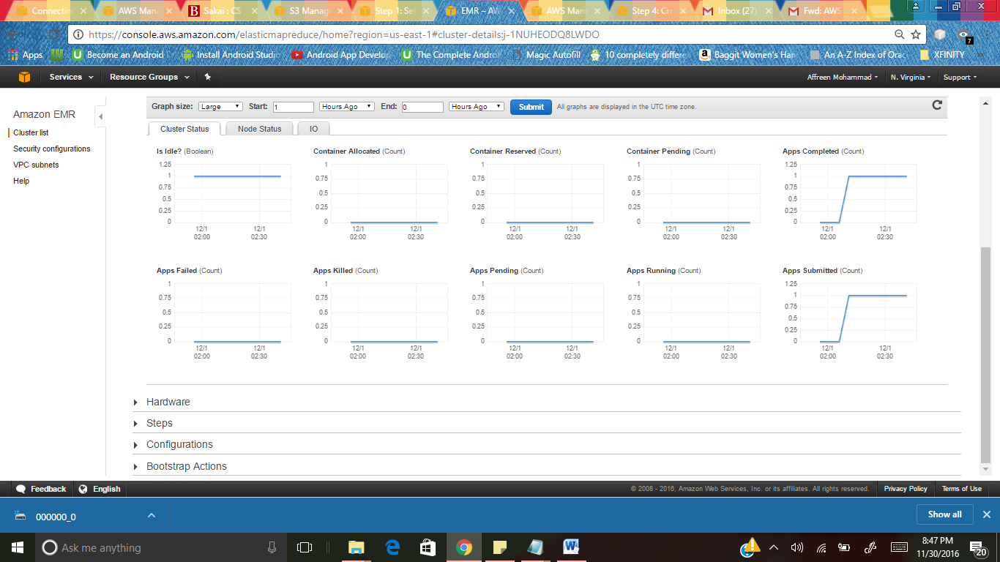 Connectin AWS Mana Sakai : CS S3 Manag Step 1: Set EMR – AW AWS Mana Step 4: Cre Inbox (27) Fwd: AWS
https://console.aws.amazon.com/elasticmapreduce/home?region=us-east-1#cluster-details:j-1NUHEODQ8LWDO 7
Apps Become an Android Install Android Studi Android App Develop The Complete Androi Magic Autofill 10 completely differe Baggit Women's Han An A-Z Index of Orac XFINITY »
Services Resource Groups Affreen Mohammad N. Virginia Support
Amazon EMR
Cluster list
Security configurations
VPC subnets
Help
Graph size: Large Start: 1 Hours Ago End: 0 Hours Ago Submit All graphs are displayed in the UTC time zone.
Cluster Status Node Status IO
Is Idle? (Boolean) Container Allocated (Count) Container Reserved (Count) Container Pending (Count) Apps Completed (Count)
1.25 1 1 1 1.25
1 0.75 0.75 0.75 1
0.75 0.5 0.5 0.5 0.75
0.5 0.25 0.25 0.25 0.5
0.25 0 0 0 0.25
0 0
12/1 12/1 12/1 12/1 12/1 12/1 12/1 12/1 12/1 12/1
02:00 02:30 02:00 02:30 02:00 02:30 02:00 02:30 02:00 02:30
Apps Failed (Count) Apps Killed (Count) Apps Pending (Count) Apps Running (Count) Apps Submitted (Count)
1 1 1 1 1.25
0.75 0.75 0.75 0.75 1
0.5 0.5 0.5 0.5 0.75
0.25 0.25 0.25 0.25 0.5
0 0 0 0 0.25
0
12/1 12/1 12/1 12/1 12/1 12/1 12/1 12/1 12/1 12/1
02:00 02:30 02:00 02:30 02:00 02:30 02:00 02:30 02:00 02:30
Hardware
Steps
Configurations
Bootstrap Actions
Feedback English © 2008 - 2016, Amazon Web Services, Inc. or its affiliates. All rights reserved. Privacy Policy Terms of Use
000000_0 Show all
Ask me anything 8:47 PM
11/30/2016 20